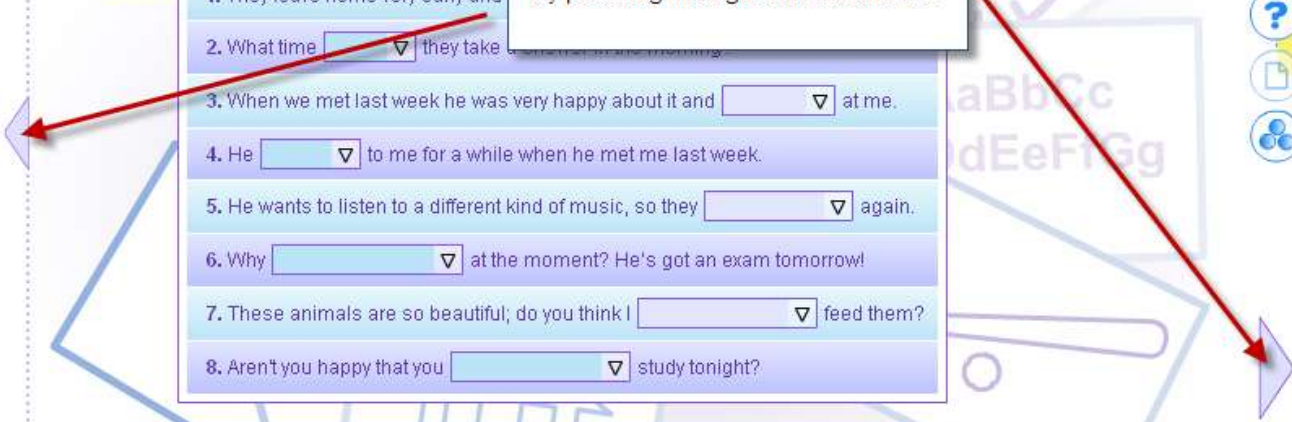 2. What time they take a shower in the morning?
3. When we met last week he was very happy about it and at me.
4. He to me for a while when he met me last week.
5. He wants to listen to a different kind of music, so they again.
6. Why at the moment? He's got an exam tomorrow!
7. These animals are so beautiful; do you think I feed them?
8. Aren't you happy that you study tonight?
aBbCc
dEeFfGg
?